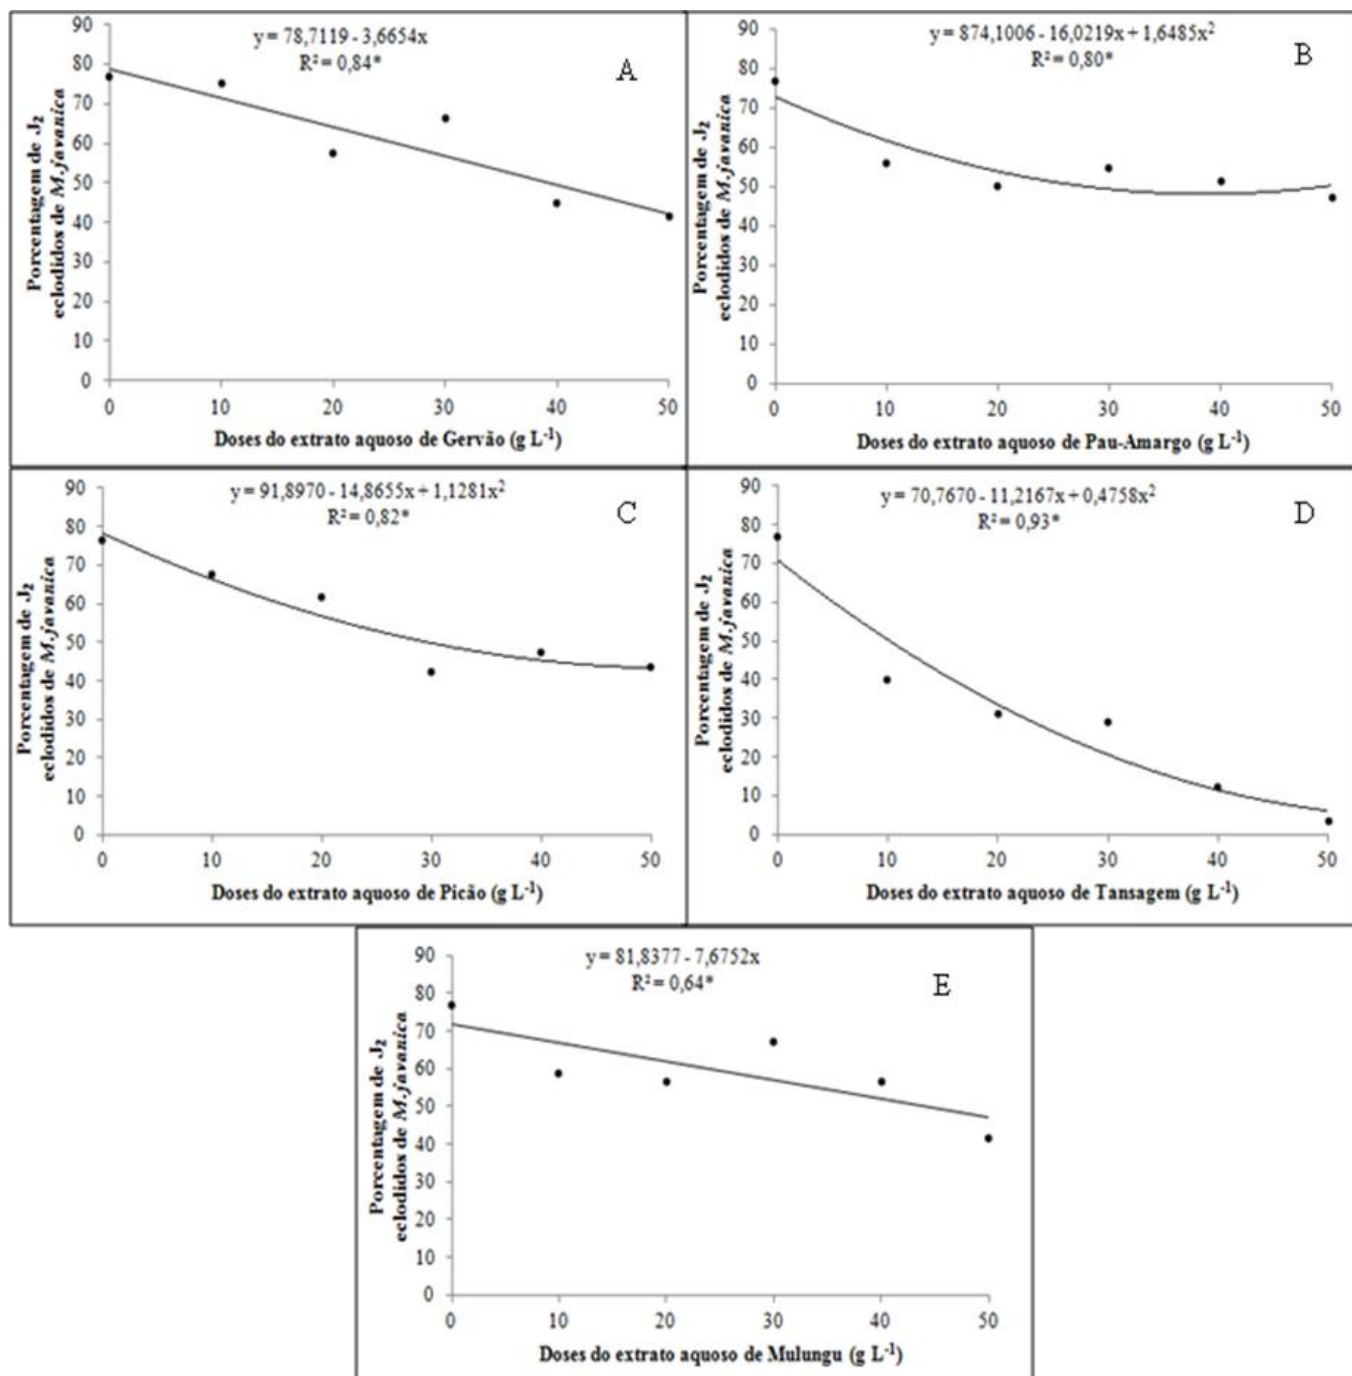 y = 78,7119 - 3,6654x
R² = 0,84*
A
Porcentagem de J₂
eclodidos de M.javanica
90
80
70
60
50
40
30
20
10
0
0 10 20 30 40 50
Doses do extrato aquoso de Gervão (g L⁻¹)
y = 874,1006 - 16,0219x + 1,6485x²
R² = 0,80*
B
Porcentagem de J₂
eclodidos de M.javanica
90
80
70
60
50
40
30
20
10
0
0 10 20 30 40 50
Doses do extrato aquoso de Pau-Amargo (g L⁻¹)
y = 91,8970 - 14,8655x + 1,1281x²
R² = 0,82*
C
Porcentagem de J₂
eclodidos de M.javanica
90
80
70
60
50
40
30
20
10
0
0 10 20 30 40 50
Doses do extrato aquoso de Picão (g L⁻¹)
y = 70,7670 - 11,2167x + 0,4758x²
R² = 0,93*
D
Porcentagem de J₂
eclodidos de M.javanica
90
80
70
60
50
40
30
20
10
0
0 10 20 30 40 50
Doses do extrato aquoso de Tansagem (g L⁻¹)
y = 81,8377 - 7,6752x
R² = 0,64*
E
Porcentagem de J₂
eclodidos de M.javanica
90
80
70
60
50
40
30
20
10
0
0 10 20 30 40 50
Doses do extrato aquoso de Mulungu (g L⁻¹)